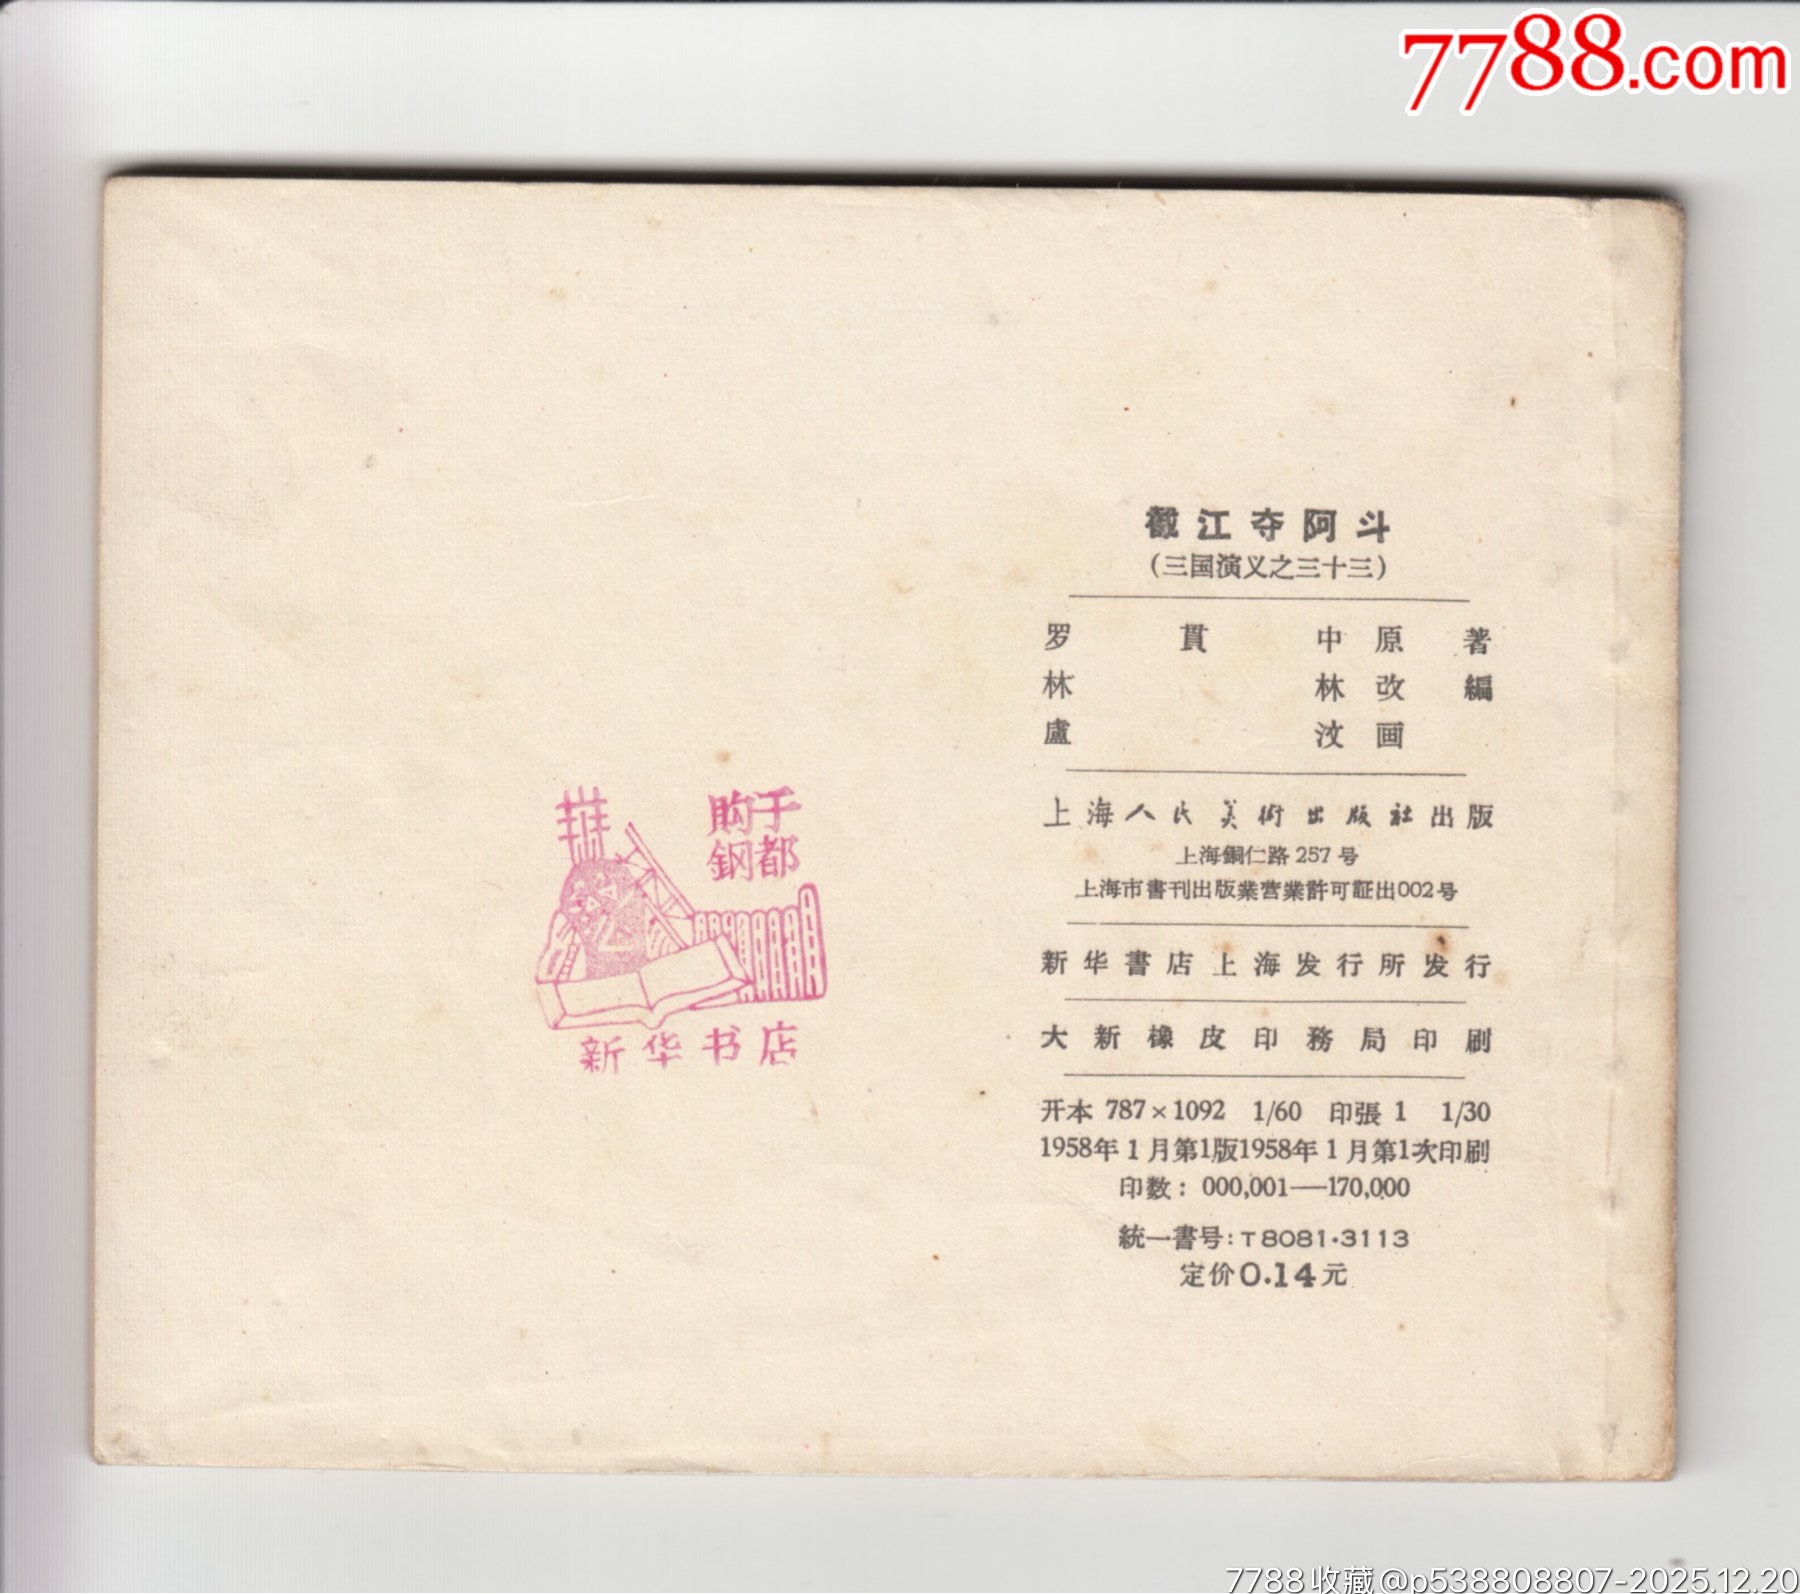 7788.com
截江夺阿斗
(三国演义之三十三)
罗貫中原著
林林改編
盧汶画
上海人民美術出版社出版
上海銅仁路257号
上海市書刊出版業营業許可証出002号
新华書店上海发行所发行
大新橡皮印務局印刷
开本 787×1092 1/60 印張 1 1/30
1958年1月第1版1958年1月第1次印刷
印数：000,001—170,000
統一書号:T8081·3113
定价0.14元
購于
鋼都
新华书店
7788收藏@p538808807-2025.12.20